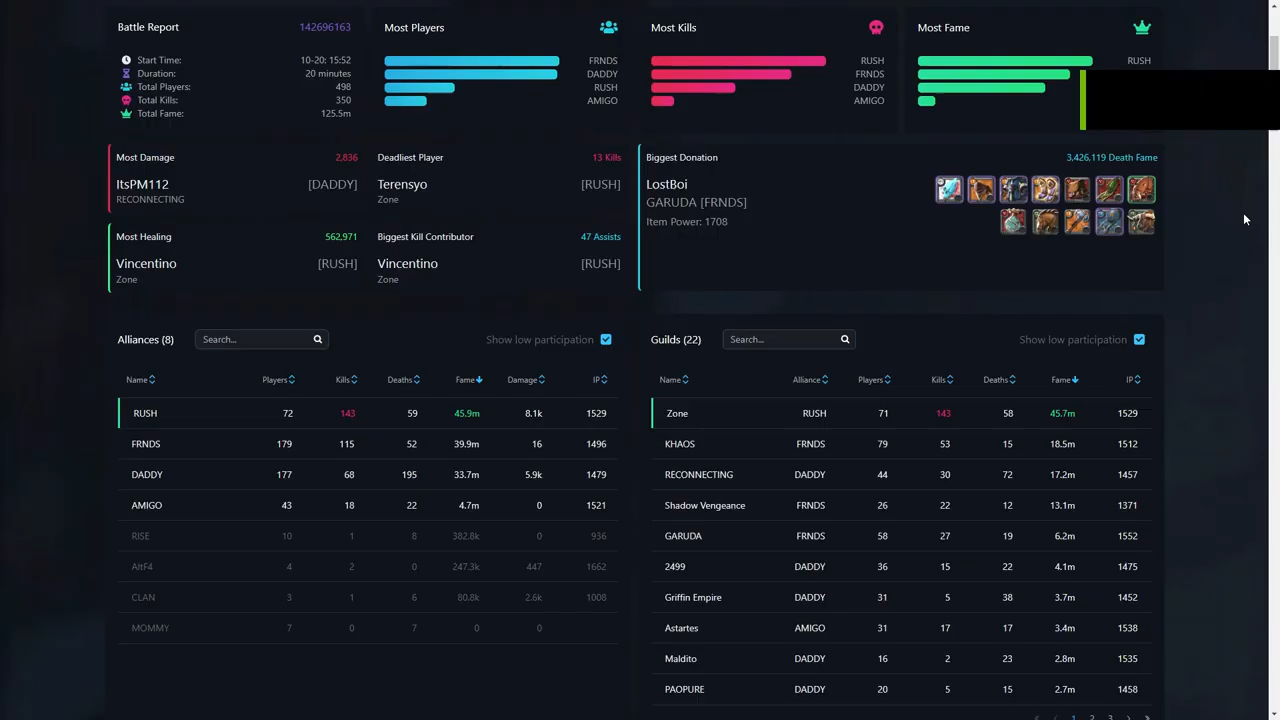 Battle Report 142696163
Start Time: 10-20: 15:52
Duration: 20 minutes
Total Players: 498
Total Kills: 350
Total Fame: 125.5m
Most Players
FRNDS
DADDY
RUSH
AMIGO
Most Kills
RUSH
FRNDS
DADDY
AMIGO
Most Fame
RUSH
Most Damage 2,836
ItsPM112 [DADDY]
RECONNECTING
Deadliest Player 13 Kills
Terensyo [RUSH]
Zone
Most Healing 562,971
Vincentino [RUSH]
Zone
Biggest Kill Contributor 47 Assists
Vincentino [RUSH]
Zone
Biggest Donation 3,426,119 Death Fame
LostBoi
GARUDA [FRNDS]
Item Power: 1708
Alliances (8) Search... Show low participation
Name Players Kills Deaths Fame Damage IP
RUSH 72 143 59 45.9m 8.1k 1529
FRNDS 179 115 52 39.9m 16 1496
DADDY 177 68 195 33.7m 5.9k 1479
AMIGO 43 18 22 4.7m 0 1521
RISE 10 1 8 382.8k 0 936
AltF4 4 2 0 247.3k 447 1662
CLAN 3 1 6 80.8k 2.6k 1008
MOMMY 7 0 7 0 0
Guilds (22) Search... Show low participation
Name Alliance Players Kills Deaths Fame IP
Zone RUSH 71 143 58 45.7m 1529
KHAOS FRNDS 79 53 15 18.5m 1512
RECONNECTING DADDY 44 30 72 17.2m 1457
Shadow Vengeance FRNDS 26 22 12 13.1m 1371
GARUDA FRNDS 58 27 19 6.2m 1552
2499 DADDY 36 15 22 4.1m 1475
Griffin Empire DADDY 31 5 38 3.7m 1452
Astartes AMIGO 31 17 17 3.4m 1538
Maldito DADDY 16 2 23 2.8m 1535
PAOPURE DADDY 20 5 15 2.7m 1458
« ‹ 1 2 3 › »